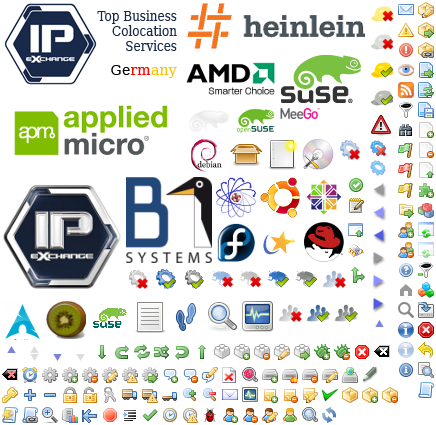 IP
EXCHANGE
Top Business
Colocation
Services
Germany
heinlein
AMD
Smarter Choice
SUSE
MeeGo
apm
applied
micro
openSUSE
debian
IP
EXCHANGE
B1
SYSTEMS
SUSE